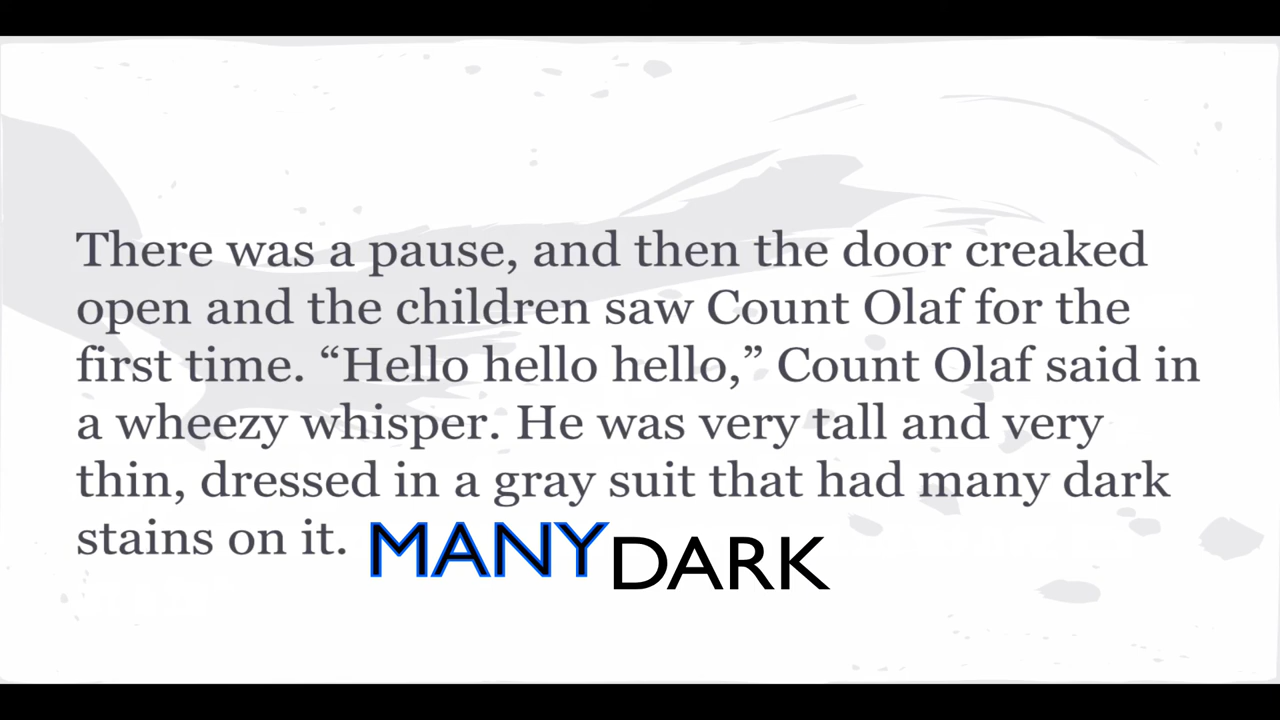 There was a pause, and then the door creaked
open and the children saw Count Olaf for the
first time. “Hello hello hello,” Count Olaf said in
a wheezy whisper. He was very tall and very
thin, dressed in a gray suit that had many dark
stains on it. MANY DARK